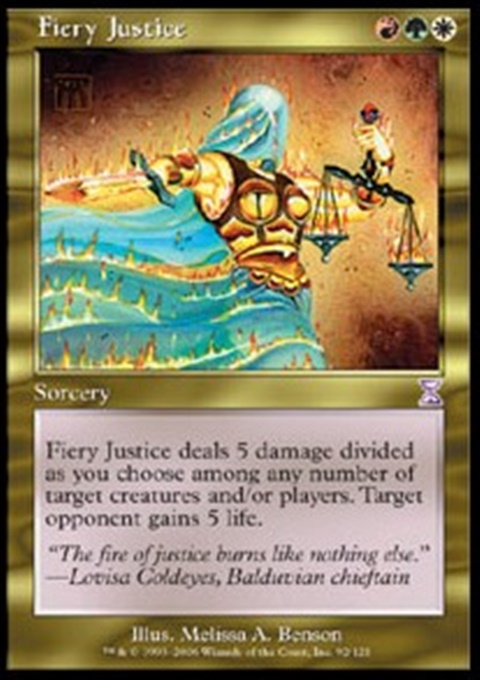 Fiery Justice
Sorcery
Fiery Justice deals 5 damage divided
as you choose among any number of
target creatures and/or players. Target
opponent gains 5 life.
"The fire of justice burns like nothing else."
—Lovisa Coldeyes, Balduvian chieftain
Illus. Melissa A. Benson
™ & © 1993-2006 Wizards of the Coast, Inc. 92/121